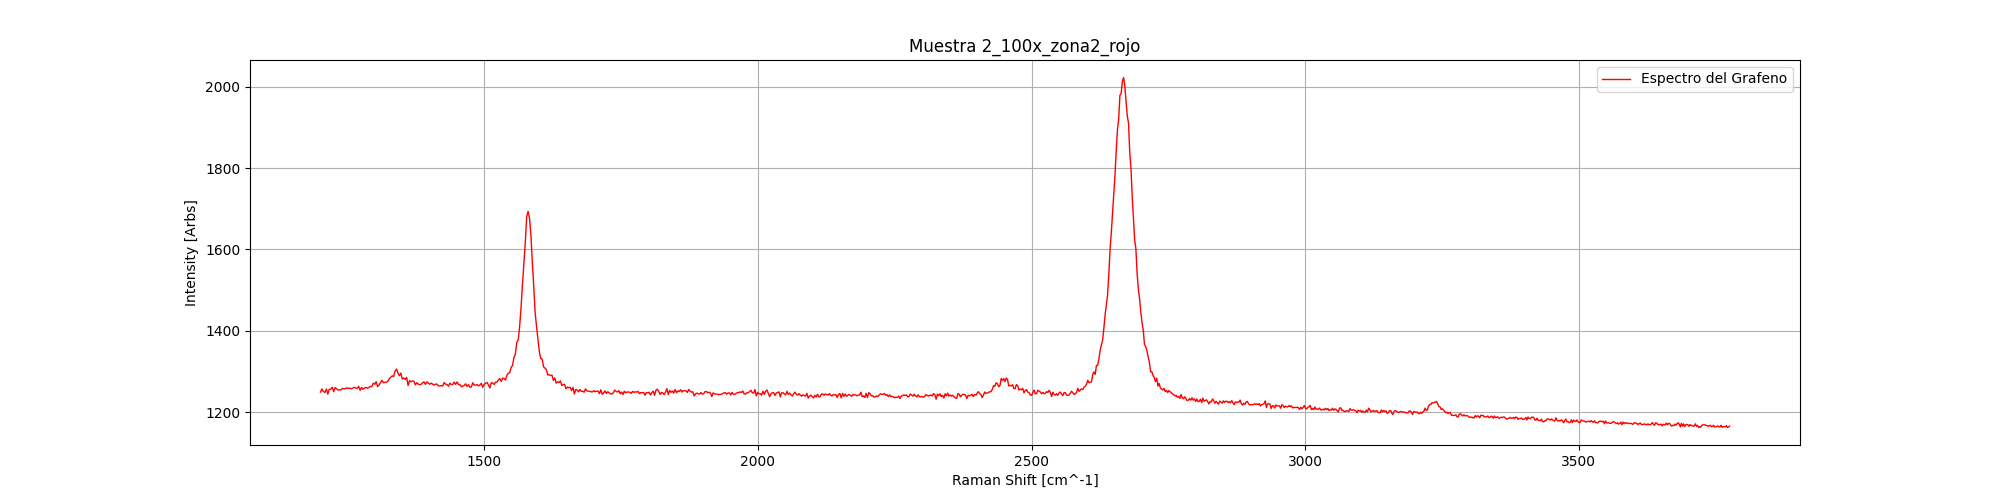 Muestra 2_100x_zona2_rojo
Espectro del Grafeno
Intensity [Arbs]
2000
1800
1600
1400
1200
1500 2000 2500 3000 3500
Raman Shift [cm^-1]